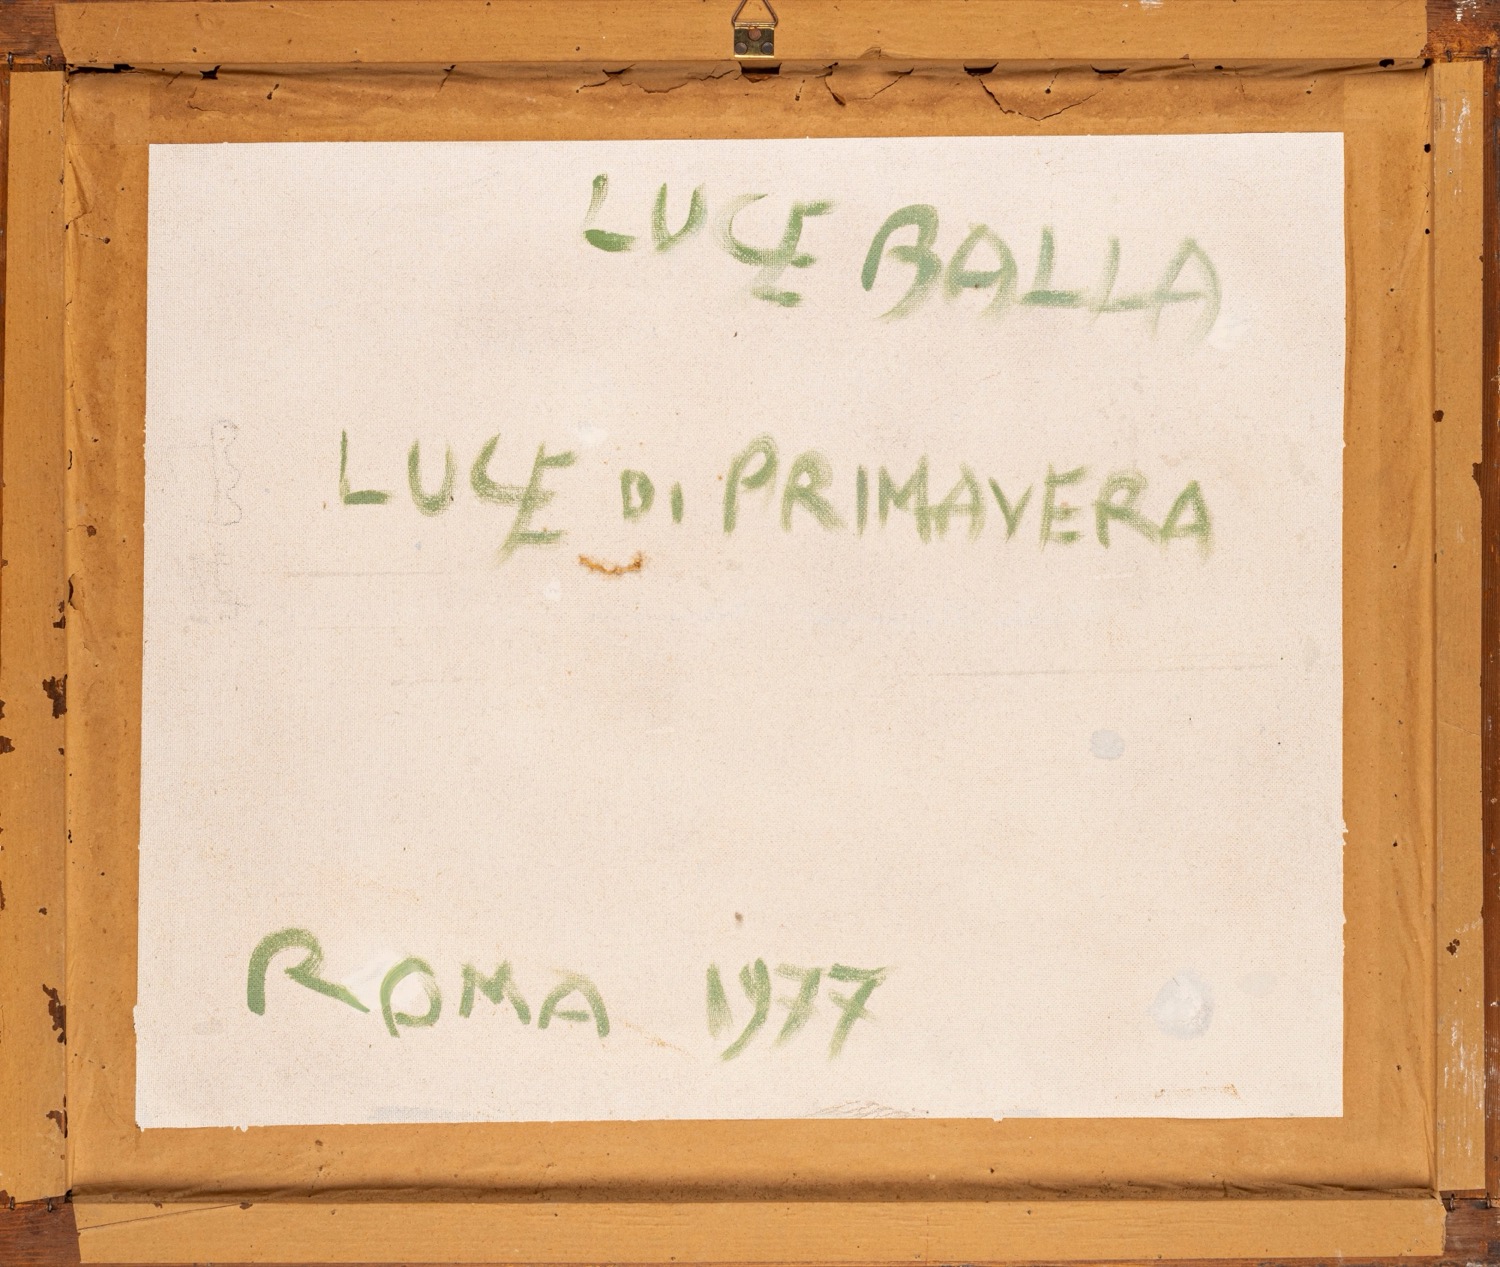 LUCE BALLA
LUCE DI PRIMAVERA
ROMA 1977